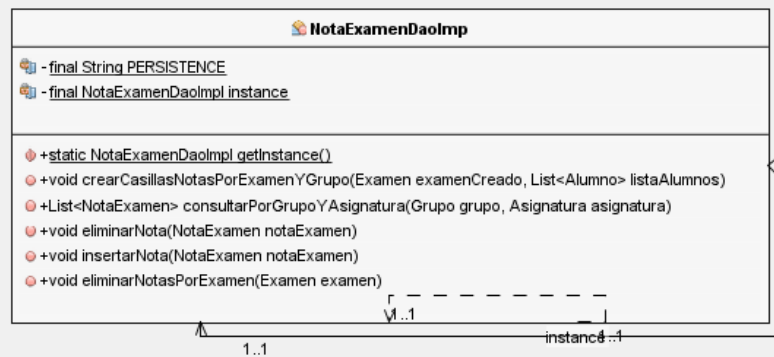 NotaExamenDaoImp
- final String PERSISTENCE
- final NotaExamenDaoImpl instance
+static NotaExamenDaoImpl getInstance()
+void crearCasillasNotasPorExamenYGrupo(Examen examenCreado, List<Alumno> listaAlumnos)
+List<NotaExamen> consultarPorGrupoYAsignatura(Grupo grupo, Asignatura asignatura)
+void eliminarNota(NotaExamen notaExamen)
+void insertarNota(NotaExamen notaExamen)
+void eliminarNotasPorExamen(Examen examen)
1..1
instance 1..1
1..1